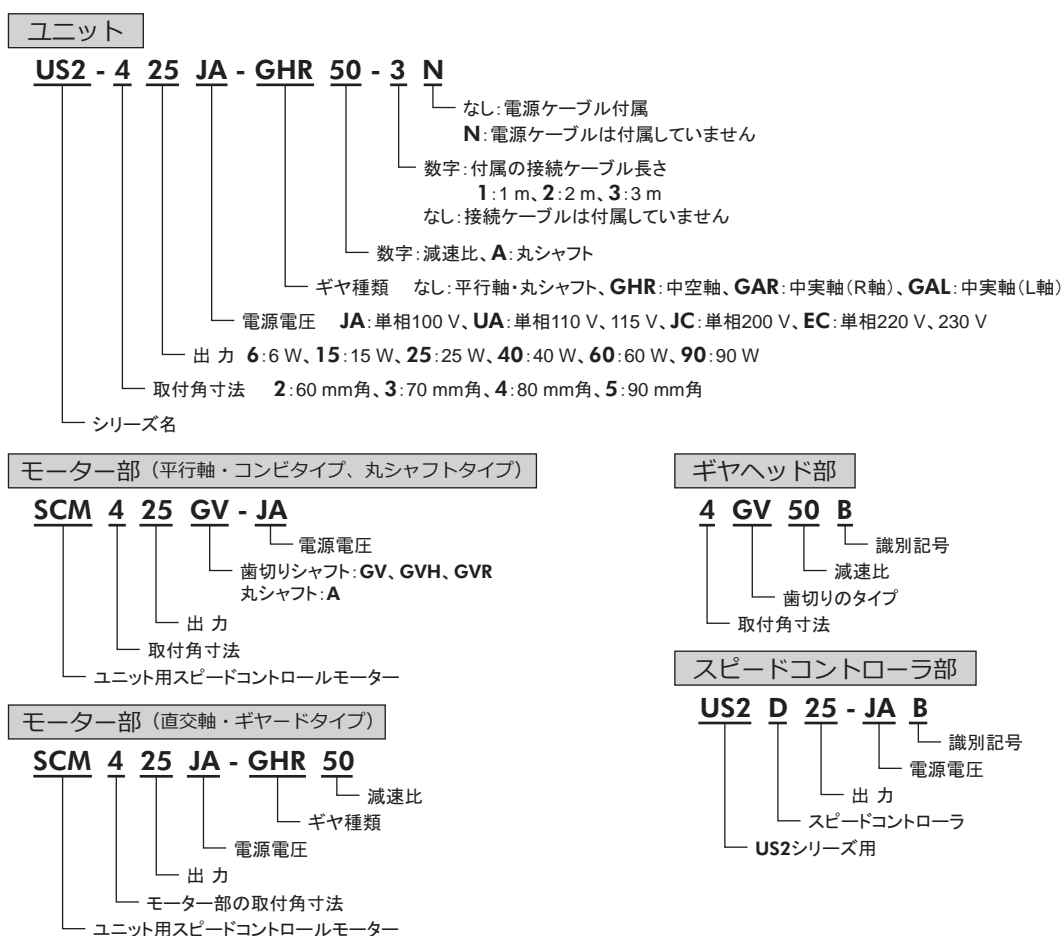 ユニット
US2 - 4 25 JA - GHR 50 - 3 N
なし:電源ケーブル付属
N:電源ケーブルは付属していません
数字:付属の接続ケーブル長さ
1:1 m、2:2 m、3:3 m
なし:接続ケーブルは付属していません
数字:減速比、A:丸シャフト
ギヤ種類 なし:平行軸・丸シャフト、GHR:中空軸、GAR:中実軸(R軸)、GAL:中実軸(L軸)
電源電圧 JA:単相100 V、UA:単相110 V、115 V、JC:単相200 V、EC:単相220 V、230 V
出 力 6:6 W、15:15 W、25:25 W、40:40 W、60:60 W、90:90 W
取付角寸法 2:60 mm角、3:70 mm角、4:80 mm角、5:90 mm角
シリーズ名
モーター部(平行軸・コンビタイプ、丸シャフトタイプ)
SCM 4 25 GV - JA
電源電圧
歯切りシャフト:GV、GVH、GVR
丸シャフト:A
出 力
取付角寸法
ユニット用スピードコントロールモーター
モーター部(直交軸・ギヤードタイプ)
SCM 4 25 JA - GHR 50
減速比
ギヤ種類
電源電圧
出 力
モーター部の取付角寸法
ユニット用スピードコントロールモーター
ギヤヘッド部
4 GV 50 B
識別記号
減速比
歯切りのタイプ
取付角寸法
スピードコントローラ部
US2 D 25 - JA B
識別記号
電源電圧
出 力
スピードコントローラ
US2シリーズ用